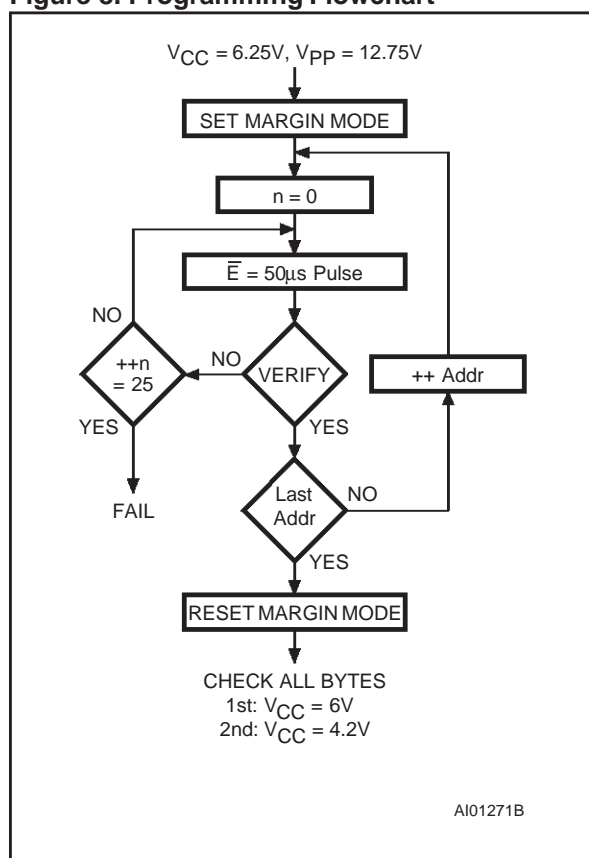 Figure 8. Programming Flowchart
VCC = 6.25V, VPP = 12.75V
SET MARGIN MODE
n = 0
E = 50µs Pulse
NO
++n
= 25
NO
VERIFY
++ Addr
YES
YES
FAIL
Last
Addr
NO
YES
RESET MARGIN MODE
CHECK ALL BYTES
1st: VCC = 6V
2nd: VCC = 4.2V
AI01271B